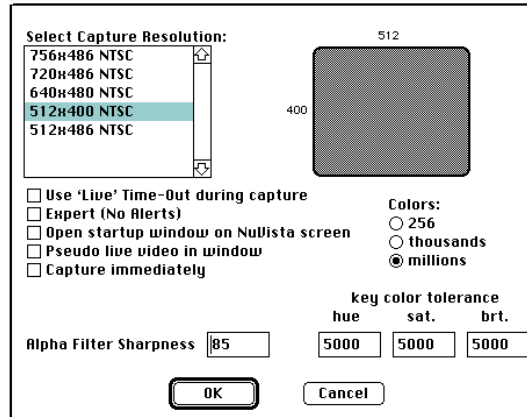 Select Capture Resolution:
512
756x486 NTSC
720x486 NTSC
640x480 NTSC
512x400 NTSC
512x486 NTSC
400
Use ‘Live’ Time-Out during capture
Expert (No Alerts)
Open startup window on NuVista screen
Pseudo live video in window
Capture immediately
Colors:
256
thousands
millions
key color tolerance
hue sat. brt.
Alpha Filter Sharpness 85 5000 5000 5000
OK Cancel